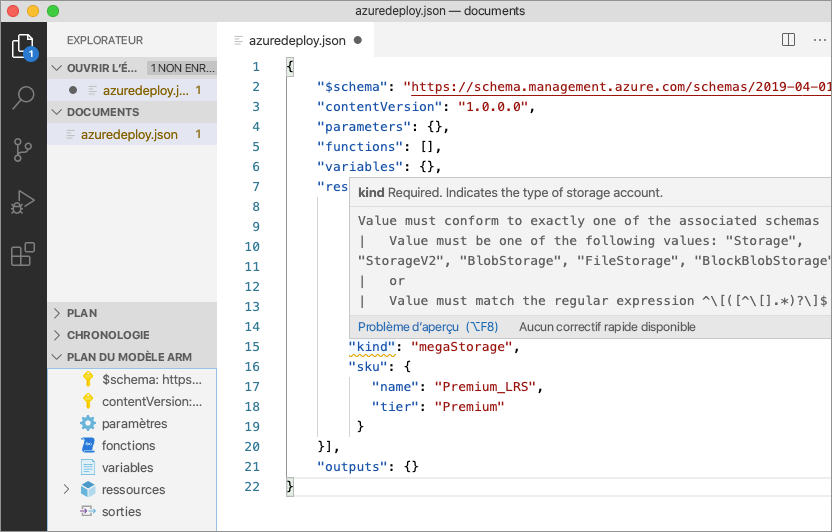 azuredeploy.json — documents
EXPLORATEUR
OUVRIR L'É... 1 NON ENR...
azuredeploy.j... 1
DOCUMENTS
azuredeploy.json 1
PLAN
CHRONOLOGIE
PLAN DU MODÈLE ARM
$schema: https...
contentVersion:...
paramètres
fonctions
variables
ressources
sorties
1
azuredeploy.json
1 {
2 "$schema": "https://schema.management.azure.com/schemas/2019-04-01
3 "contentVersion": "1.0.0.0",
4 "parameters": {},
5 "functions": [],
6 "variables": {},
7 "res
8
9
10
11
12
13
14
kind Required. Indicates the type of storage account.
Value must conform to exactly one of the associated schemas
| Value must be one of the following values: "Storage",
"StorageV2", "BlobStorage", "FileStorage", "BlockBlobStorage"
| or
| Value must match the regular expression ^\[([^\[].*)?\]$
Problème d'aperçu (⌥F8) Aucun correctif rapide disponible
15 "kind": "megaStorage",
16 "sku": {
17 "name": "Premium_LRS",
18 "tier": "Premium"
19 }
20 }],
21 "outputs": {}
22 }